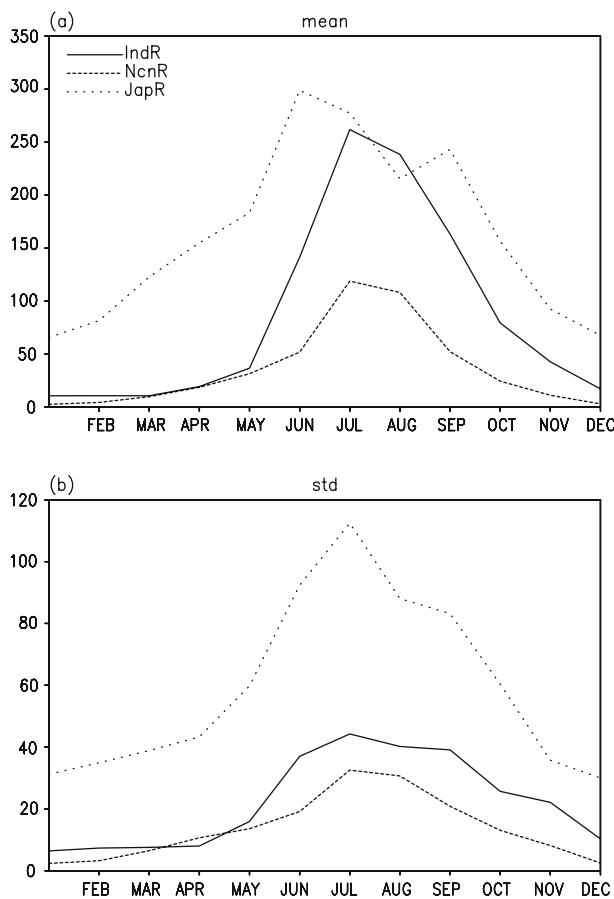 (a) mean
350
300
250
200
150
100
50
0
IndR
NcnR
JapR
FEB MAR APR MAY JUN JUL AUG SEP OCT NOV DEC
(b) std
120
100
80
60
40
20
0
FEB MAR APR MAY JUN JUL AUG SEP OCT NOV DEC